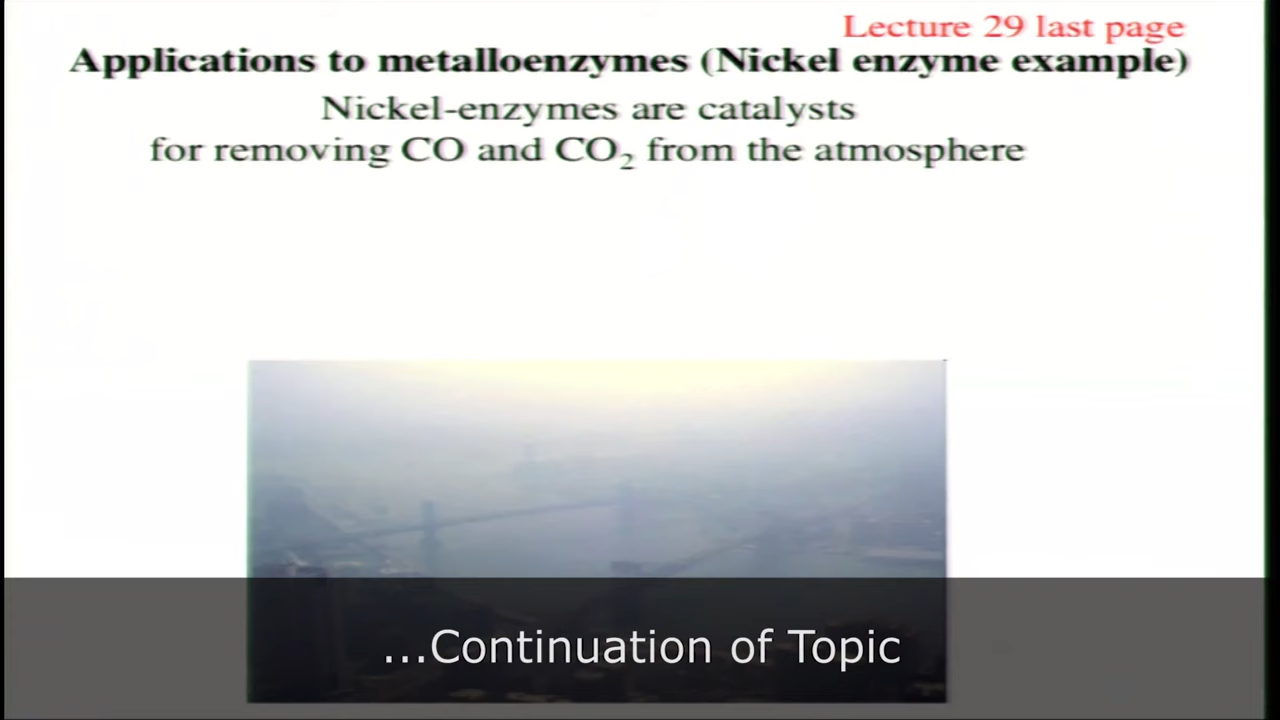 Lecture 29 last page
Applications to metalloenzymes (Nickel enzyme example)
Nickel-enzymes are catalysts
for removing CO and CO₂ from the atmosphere
...Continuation of Topic